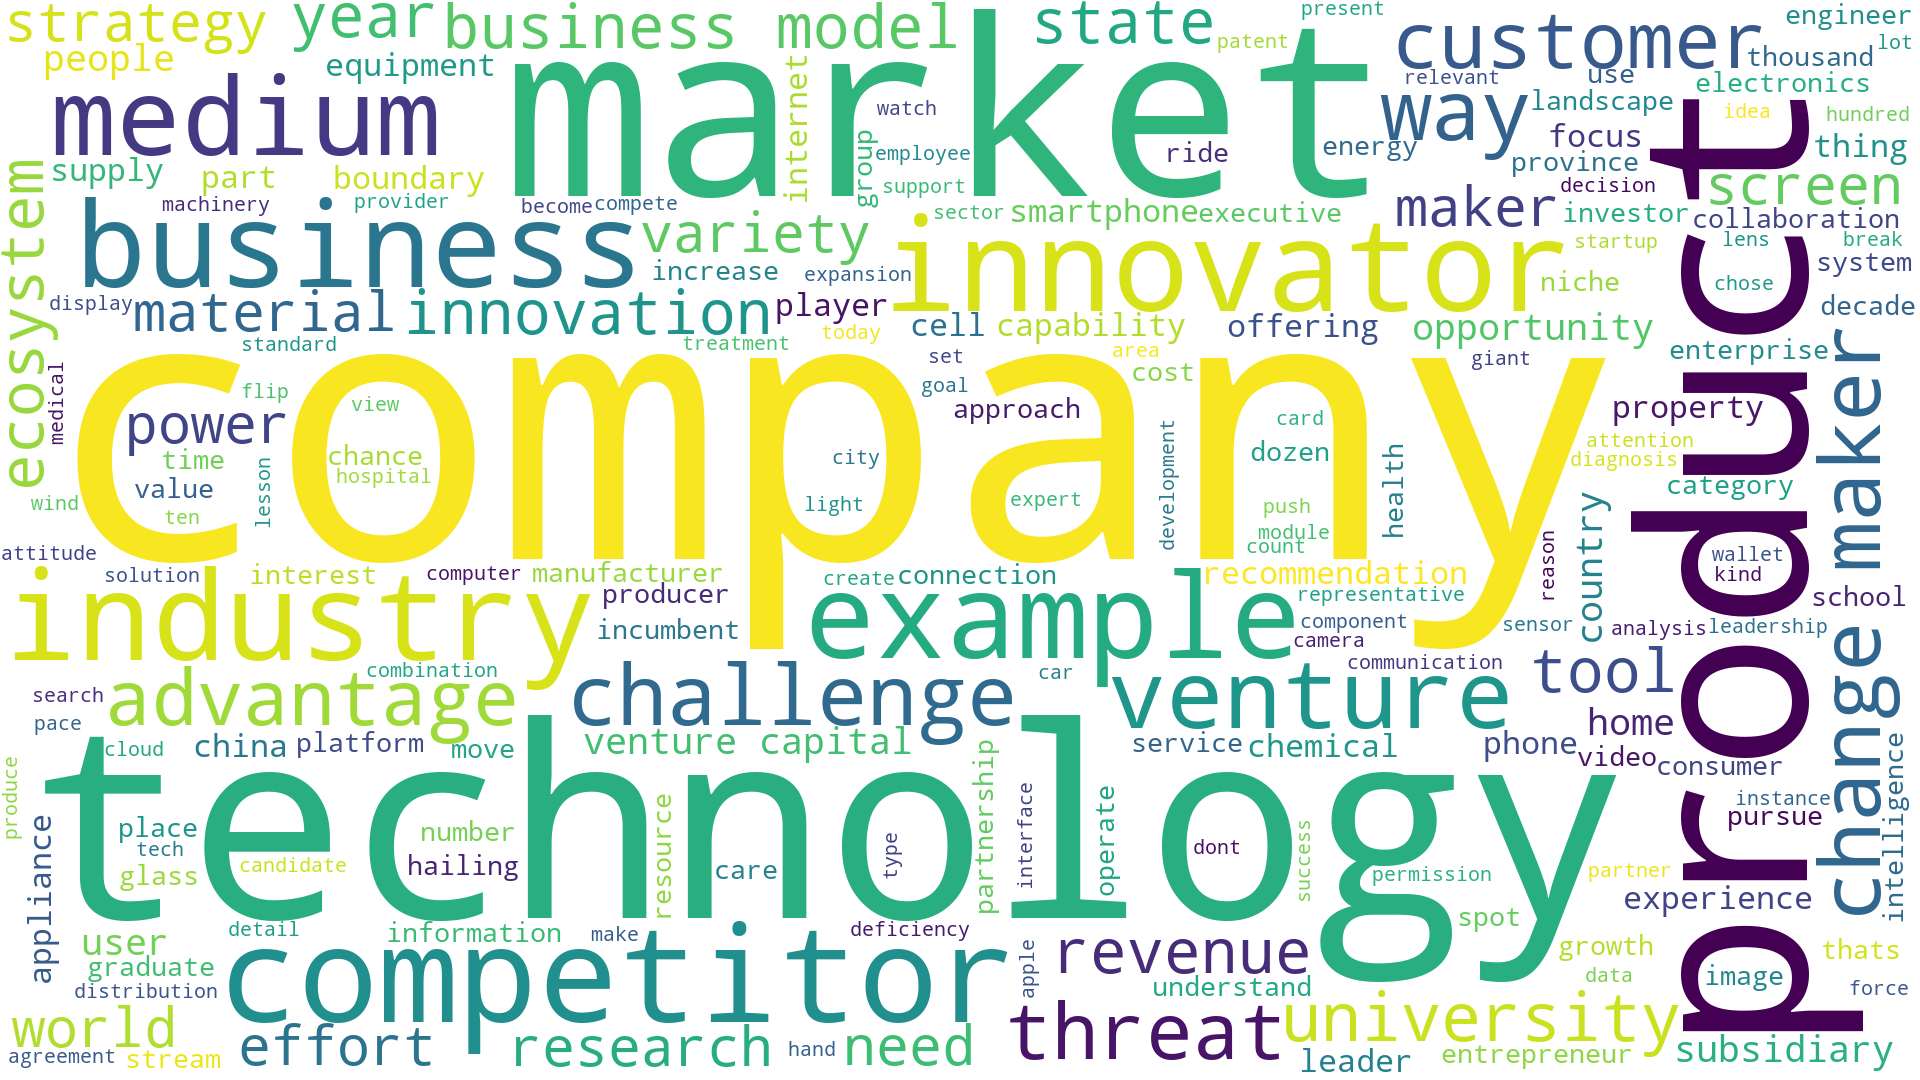 strategy
year
business model
state
present
customer
engineer
people
equipment
market
patent
thousand
lot
medium
internet
watch
relevant
use
electronics
way
landscape
idea
hundred
supply
part
boundary
group
employee
support
ride
energy
focus
province
thing
product
ecosystem
machinery
provider
become
compete
sector
smartphone
executive
maker
decision
investor
screen
collaboration
business
variety
innovator
startup
lens
break
display
material
innovation
increase
expansion
player
niche
chose
system
decade
standard
treatment
today
cell
capability
offering
opportunity
company
set
area
cost
giant
enterprise
medical
flip
view
goal
power
approach
card
property
change maker
time
chance
hospital
city
dozen
health
attention
diagnosis
value
lesson
light
expert
development
push
category
wind
ten
module
count
country
attitude
solution
interest
computer
manufacturer
create
connection
recommendation
reason
wallet
kind
industry
producer
example
representative
school
incumbent
component
camera
sensor
analysis
leadership
combination
challenge
car
communication
tool
search
advantage
venture
pace
home
cloud
china
platform
move
venture capital
service
chemical
phone
video
consumer
technology
produce
intelligence
appliance
place
number
resource
partnership
interface
operate
instance
pursue
tech
hailing
type
dont
success
glass
candidate
care
permission
partner
experience
detail
information
make
deficiency
spot
user
competitor
revenue
growth
thats
graduate
apple
data
image
distribution
understand
force
world
effort
research
hand
need
threat
university
agreement
stream
leader
entrepreneur
subsidiary